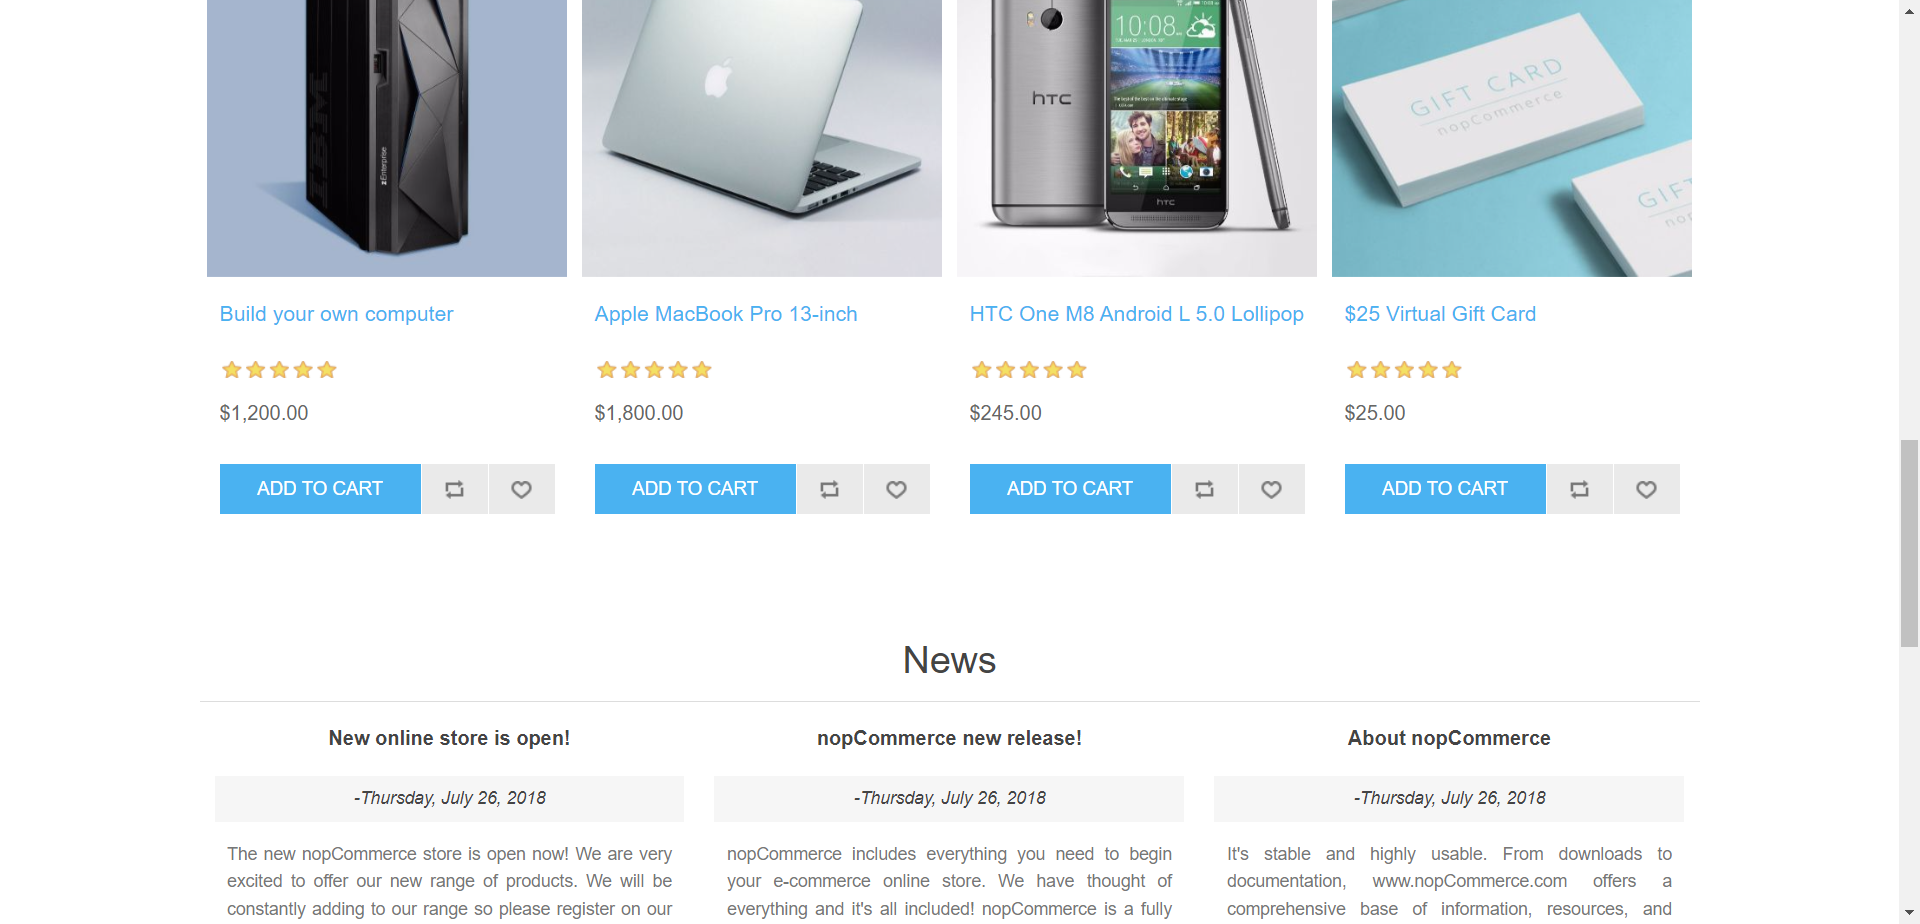 IBM
zEnterprise
10:08
hTC
hTC
GIFT CARD
nopCommerce
GIFT
Build your own computer
Apple MacBook Pro 13-inch
HTC One M8 Android L 5.0 Lollipop
$25 Virtual Gift Card
$1,200.00
$1,800.00
$245.00
$25.00
ADD TO CART
ADD TO CART
ADD TO CART
ADD TO CART
News
New online store is open!
-Thursday, July 26, 2018
The new nopCommerce store is open now! We are very
excited to offer our new range of products. We will be
constantly adding to our range so please register on our
nopCommerce new release!
-Thursday, July 26, 2018
nopCommerce includes everything you need to begin
your e-commerce online store. We have thought of
everything and it's all included! nopCommerce is a fully
About nopCommerce
-Thursday, July 26, 2018
It's stable and highly usable. From downloads to
documentation, www.nopCommerce.com offers a
comprehensive base of information, resources, and